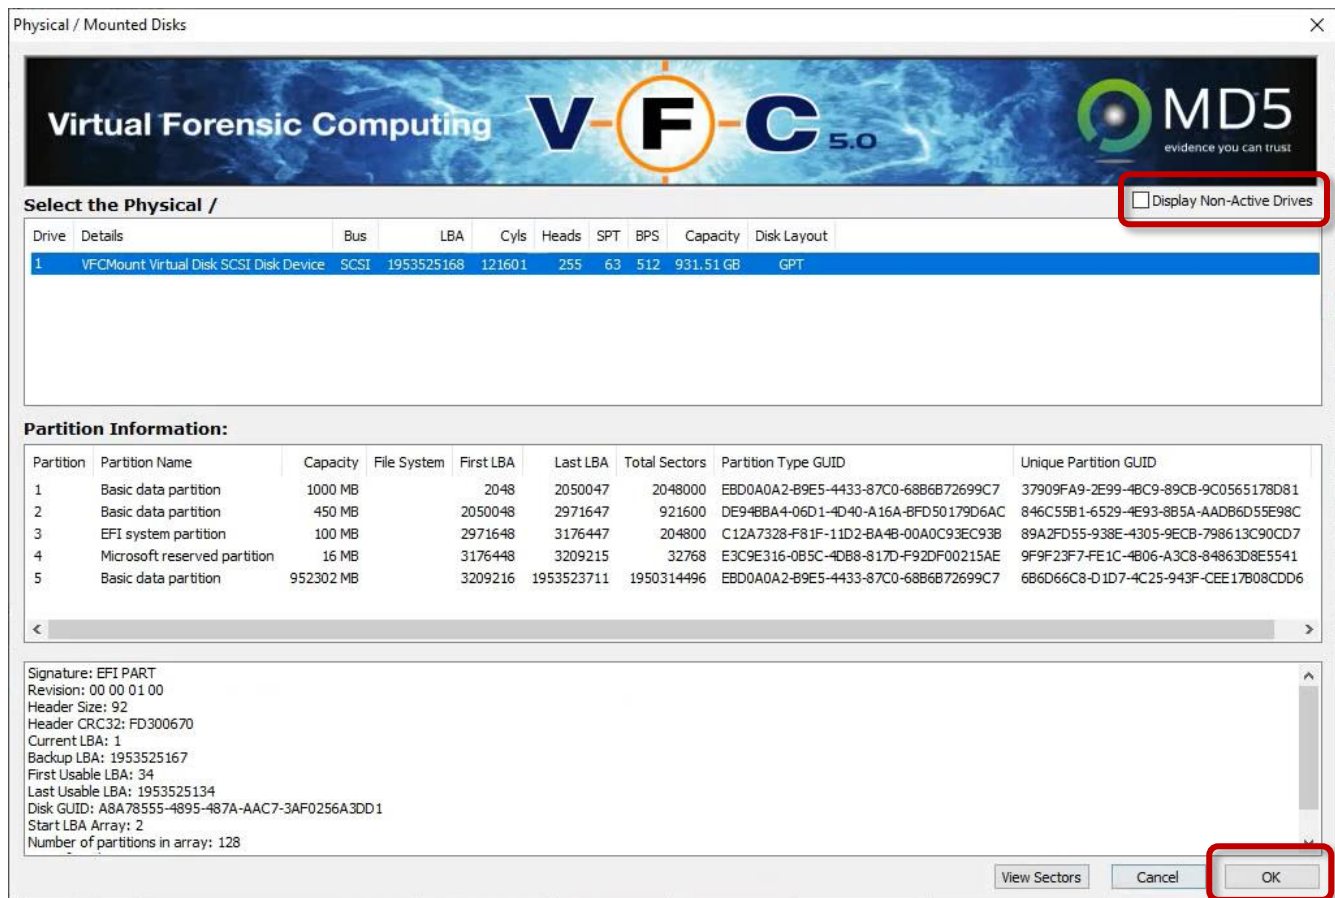 Physical / Mounted Disks
Virtual Forensic Computing V-F-C 5.0 MD5
evidence you can trust
Select the Physical / Display Non-Active Drives
Drive Details Bus LBA Cyls Heads SPT BPS Capacity Disk Layout
1 VFCMount Virtual Disk SCSI Disk Device SCSI 1953525168 121601 255 63 512 931.51 GB GPT
Partition Information:
Partition Partition Name Capacity File System First LBA Last LBA Total Sectors Partition Type GUID Unique Partition GUID
1 Basic data partition 1000 MB 2048 2050047 2048000 EBD0A0A2-B9E5-4433-87C0-68B6B72699C7 37909FA9-2E99-4BC9-89CB-9C0565178D81
2 Basic data partition 450 MB 2050048 2971647 921600 DE94BBA4-06D1-4D40-A16A-BFD50179D6AC 846C55B1-6529-4E93-8B5A-AADB6D55E98C
3 EFI system partition 100 MB 2971648 3176447 204800 C12A7328-F81F-11D2-BA4B-00A0C93EC93B 89A2FD55-938E-4305-9ECB-798613C90CD7
4 Microsoft reserved partition 16 MB 3176448 3209215 32768 E3C9E316-0B5C-4DB8-817D-F92DF00215AE 9F9F23F7-FE1C-4B06-A3C8-84863D8E5541
5 Basic data partition 952302 MB 3209216 1953523711 1950314496 EBD0A0A2-B9E5-4433-87C0-68B6B72699C7 6B6D66C8-D1D7-4C25-943F-CEE17B08CDD6
Signature: EFI PART
Revision: 00 00 01 00
Header Size: 92
Header CRC32: FD300670
Current LBA: 1
Backup LBA: 1953525167
First Usable LBA: 34
Last Usable LBA: 1953525134
Disk GUID: A8A78555-4895-487A-AAC7-3AF0256A3DD1
Start LBA Array: 2
Number of partitions in array: 128
View Sectors Cancel OK